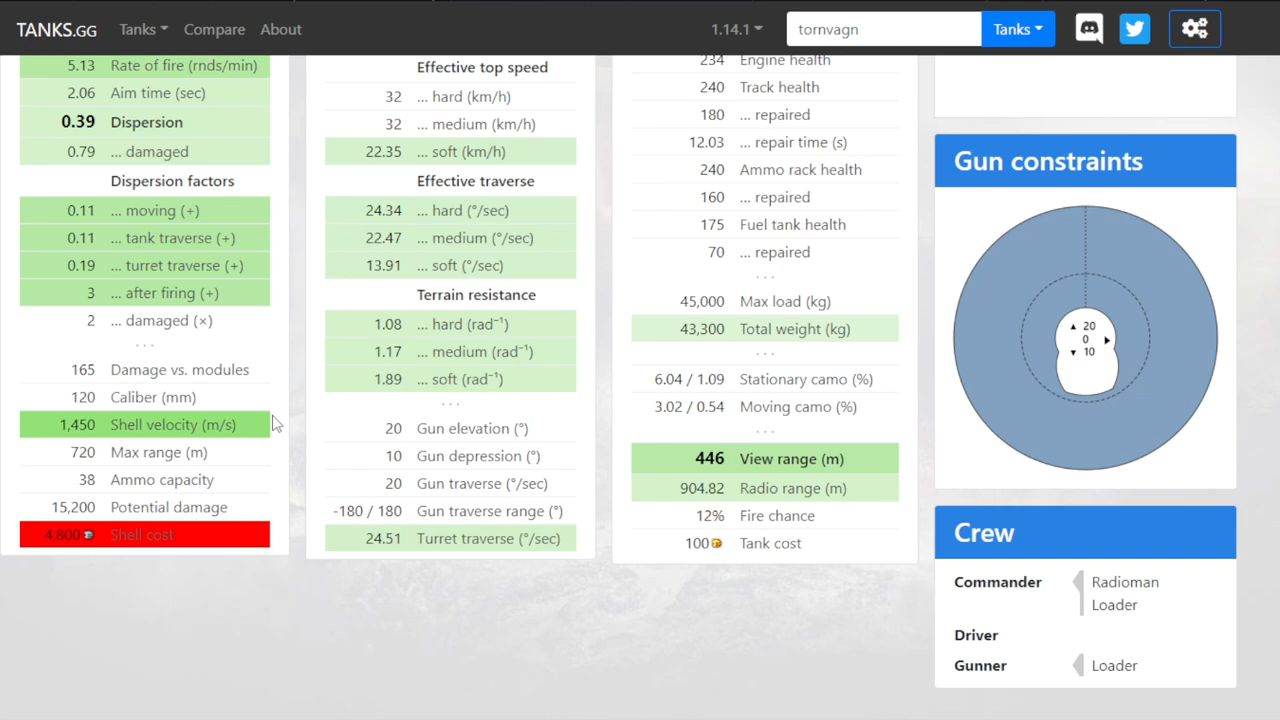 TANKS.GG Tanks Compare About 1.14.1 tornvagn Tanks
5.13 Rate of fire (rnds/min)
2.06 Aim time (sec)
0.39 Dispersion
0.79 ... damaged
Dispersion factors
0.11 ... moving (+)
0.11 ... tank traverse (+)
0.19 ... turret traverse (+)
3 ... after firing (+)
2 ... damaged (×)
...
165 Damage vs. modules
120 Caliber (mm)
1,450 Shell velocity (m/s)
720 Max range (m)
38 Ammo capacity
15,200 Potential damage
4,800 Shell cost
Effective top speed
32 ... hard (km/h)
32 ... medium (km/h)
22.35 ... soft (km/h)
Effective traverse
24.34 ... hard (°/sec)
22.47 ... medium (°/sec)
13.91 ... soft (°/sec)
Terrain resistance
1.08 ... hard (rad⁻¹)
1.17 ... medium (rad⁻¹)
1.89 ... soft (rad⁻¹)
...
20 Gun elevation (°)
10 Gun depression (°)
20 Gun traverse (°/sec)
-180 / 180 Gun traverse range (°)
24.51 Turret traverse (°/sec)
234 Engine health
240 Track health
180 ... repaired
12.03 ... repair time (s)
240 Ammo rack health
160 ... repaired
175 Fuel tank health
70 ... repaired
...
45,000 Max load (kg)
43,300 Total weight (kg)
...
6.04 / 1.09 Stationary camo (%)
3.02 / 0.54 Moving camo (%)
...
446 View range (m)
904.82 Radio range (m)
12% Fire chance
100 Tank cost
Gun constraints
▲ 20
0 ▶
▼ 10
Crew
Commander Radioman
Loader
Driver
Gunner Loader